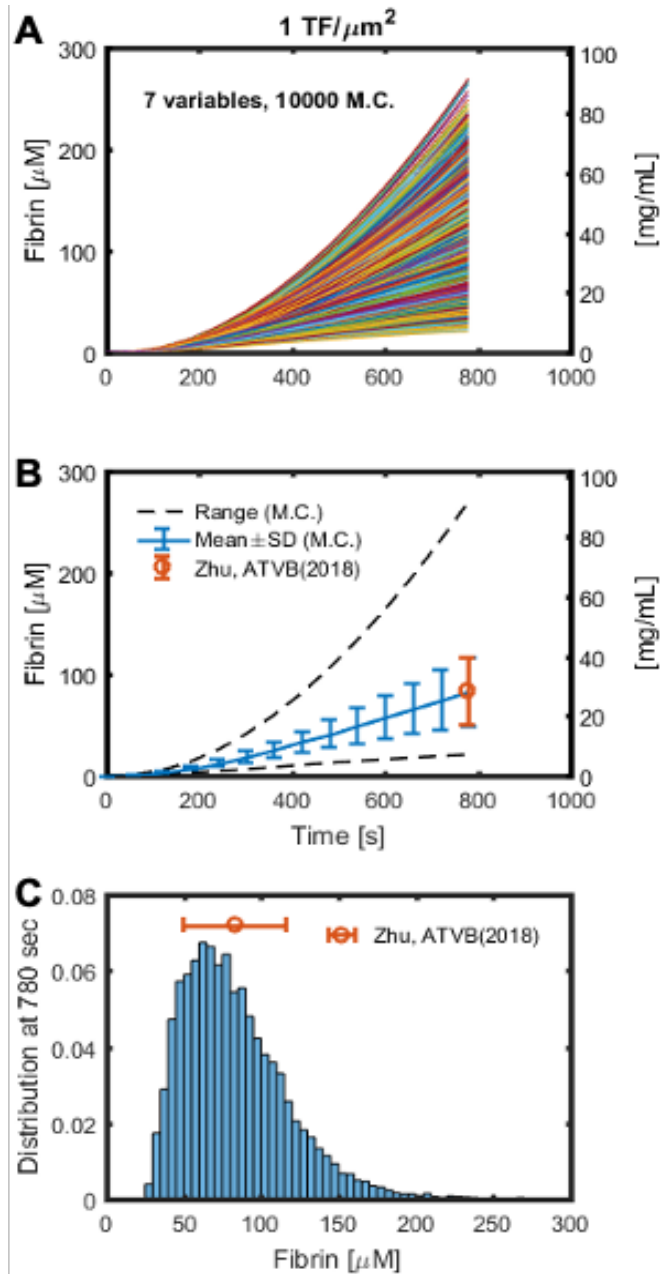 A
1 TF/μm²
7 variables, 10000 M.C.
Fibrin [μM]
300
200
100
0
100
80
60
40
20
0
[mg/mL]
0 200 400 600 800 1000
B
Range (M.C.)
Mean±SD (M.C.)
Zhu, ATVB(2018)
Fibrin [μM]
300
200
100
0
100
80
60
40
20
0
[mg/mL]
0 200 400 600 800 1000
Time [s]
C
Zhu, ATVB(2018)
Distribution at 780 sec
0.08
0.06
0.04
0.02
0
0 50 100 150 200 250 300
Fibrin [μM]